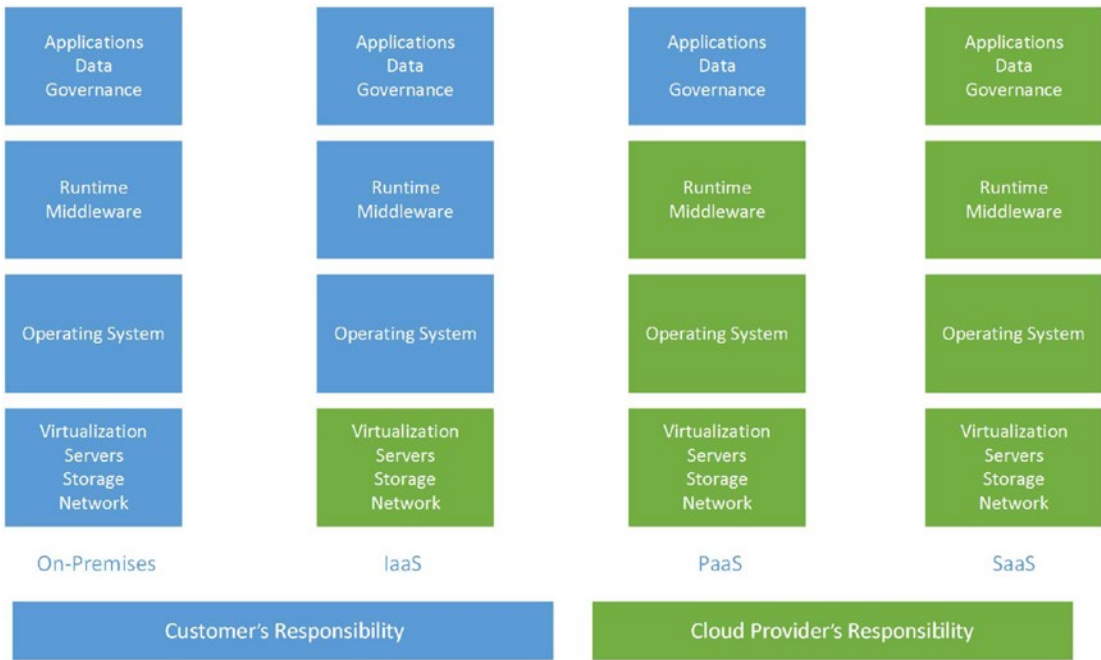 Applications
Data
Governance
Applications
Data
Governance
Applications
Data
Governance
Applications
Data
Governance
Runtime
Middleware
Runtime
Middleware
Runtime
Middleware
Runtime
Middleware
Operating System
Operating System
Operating System
Operating System
Virtualization
Servers
Storage
Network
Virtualization
Servers
Storage
Network
Virtualization
Servers
Storage
Network
Virtualization
Servers
Storage
Network
On-Premises
IaaS
PaaS
SaaS
Customer's Responsibility
Cloud Provider's Responsibility